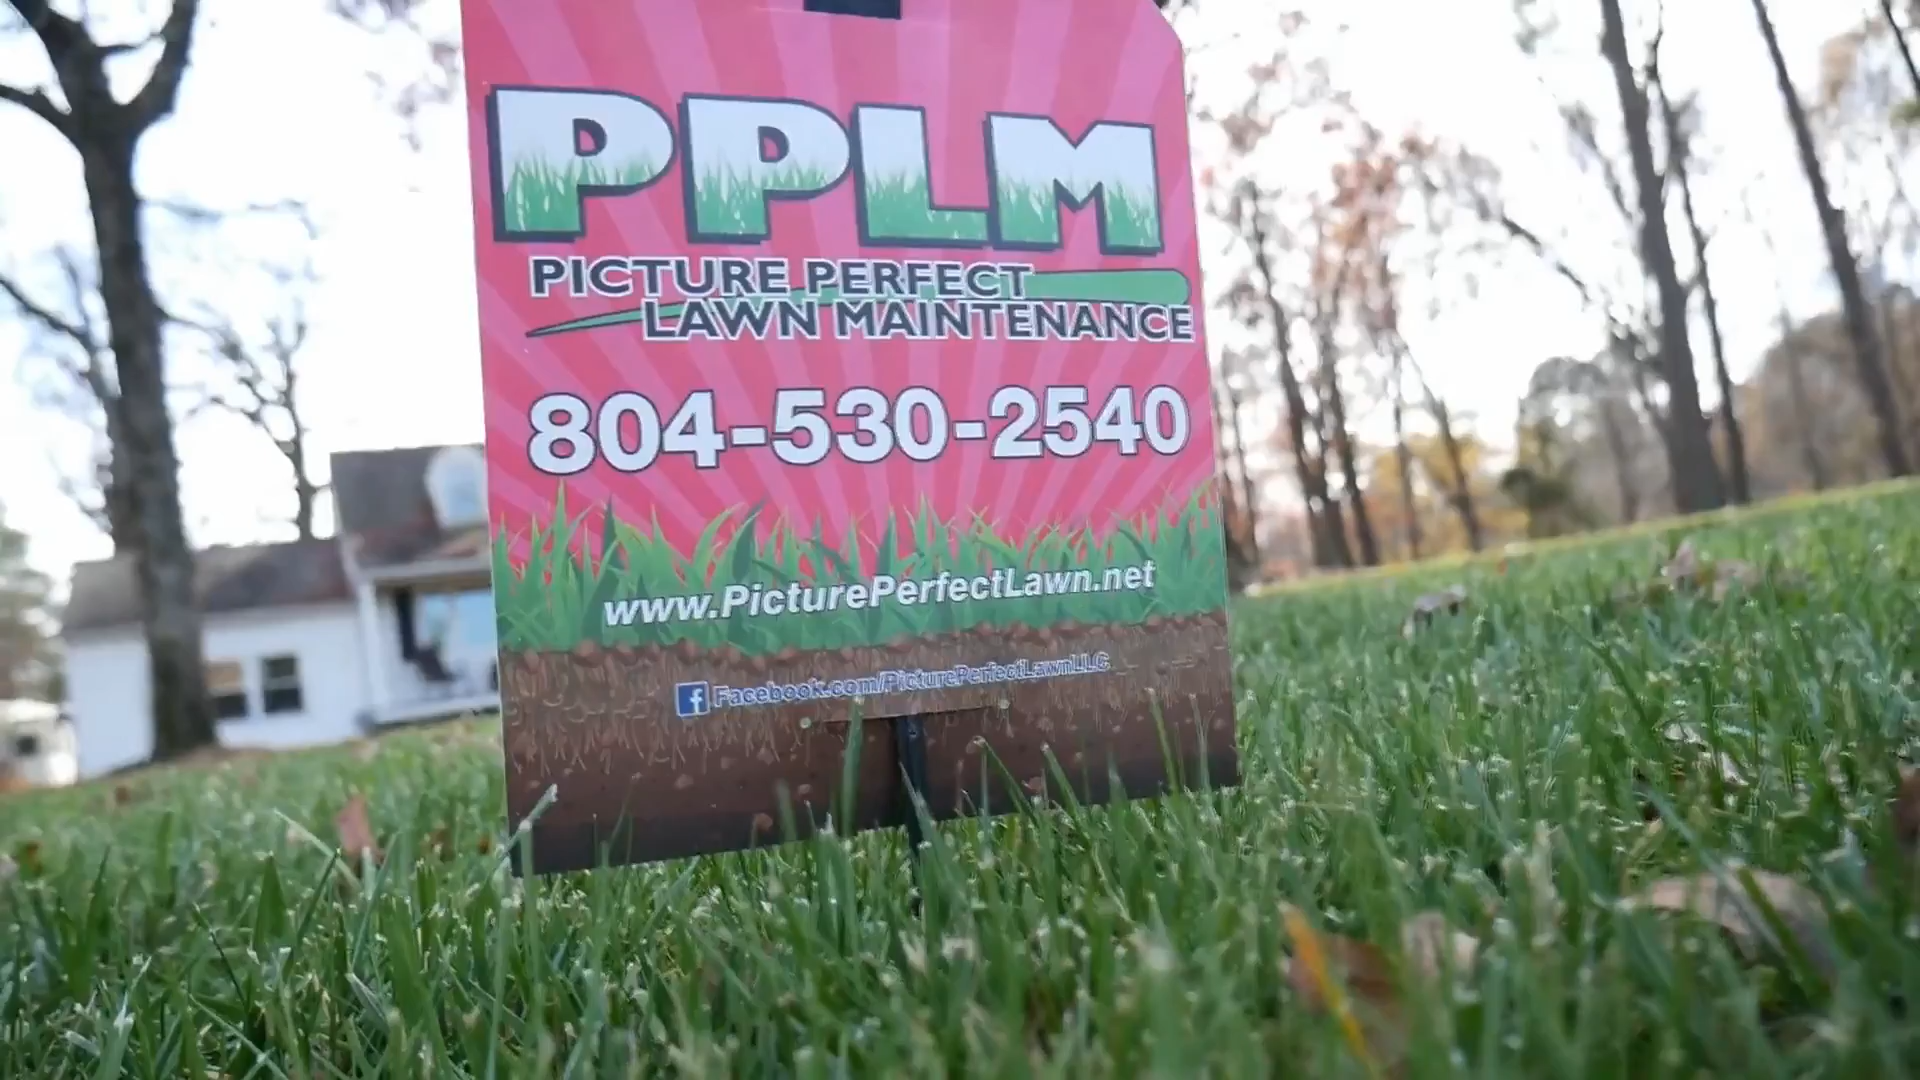 PPLM
PICTURE PERFECT
LAWN MAINTENANCE
804-530-2540
www.PicturePerfectLawn.net
f Facebook.com/PicturePerfectLawnLLC